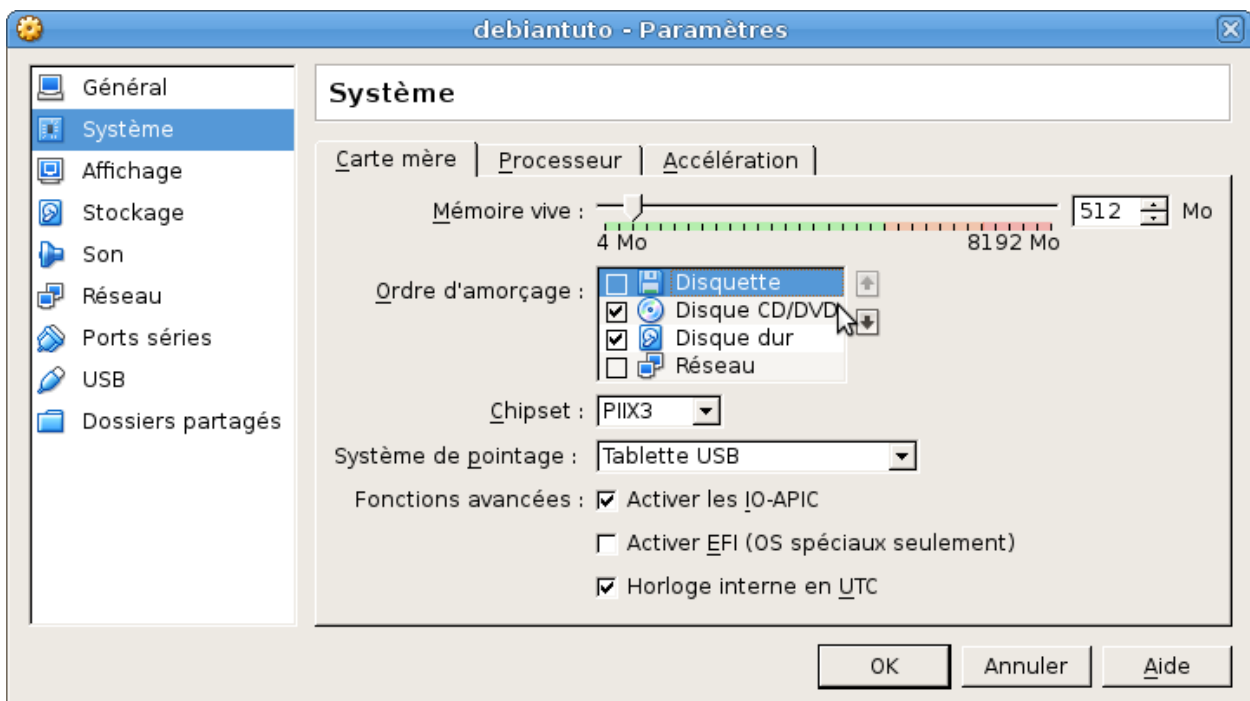 debiantuto - Paramètres
Général
Système
Affichage
Stockage
Son
Réseau
Ports séries
USB
Dossiers partagés
Système
Carte mère
Processeur
Accélération
Mémoire vive :
512
Mo
4 Mo
8192 Mo
Ordre d'amorçage :
Disquette
Disque CD/DVD
Disque dur
Réseau
Chipset :
PIIX3
Système de pointage :
Tablette USB
Fonctions avancées :
Activer les IO-APIC
Activer EFI (OS spéciaux seulement)
Horloge interne en UTC
OK
Annuler
Aide